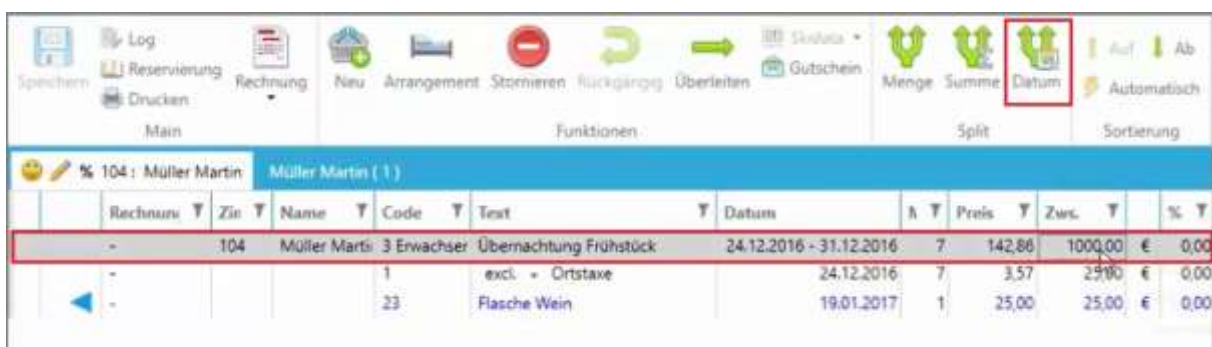 Log
Reservierung
Drucken
Speichern
Rechnung
Neu
Arrangement
Stornieren
Rückgängig
Überleiten
Skidata
Gutschein
Menge
Summe
Datum
Auf
Ab
Automatisch
Main
Funktionen
Split
Sortierung
% 104 : Müller Martin
Müller Martin ( 1 )
Rechnun Zin Name Code Text Datum Preis Zws. %
- 104 Müller Marti 3 Erwachser Übernachtung Frühstück 24.12.2016 - 31.12.2016 7 142,86 1000,00 € 0,00
- 1 excl. + Ortstaxe 24.12.2016 7 3,57 25,00 € 0,00
- 23 Flasche Wein 19.01.2017 1 25,00 25,00 € 0,00